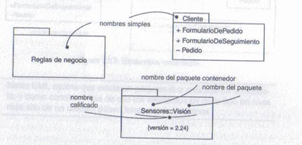 nombres simples
Cliente
+ FormularioDePedido
+ FormularioDeSeguimiento
– Pedido
Reglas de negocio
nombre del paquete contenedor
nombre del paquete
nombre
calificado
Sensores::Visión
{versión = 2.24}